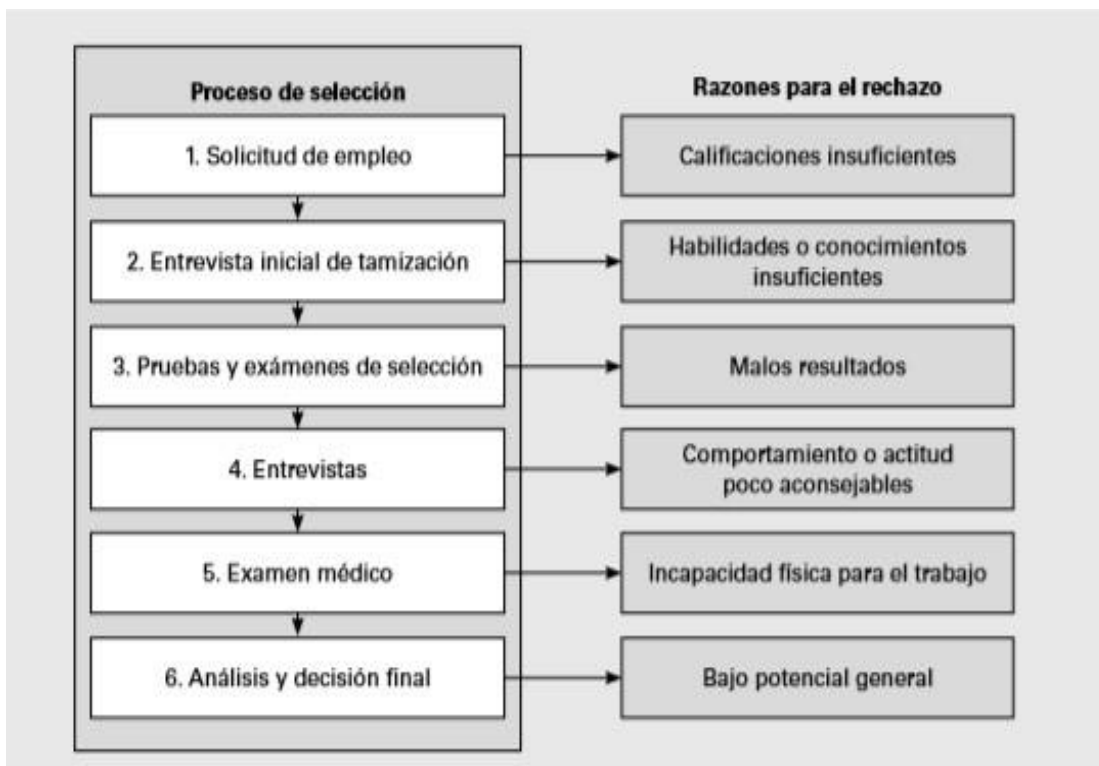 Proceso de selección
Razones para el rechazo
1. Solicitud de empleo
Calificaciones insuficientes
2. Entrevista inicial de tamización
Habilidades o conocimientos
insuficientes
3. Pruebas y exámenes de selección
Malos resultados
4. Entrevistas
Comportamiento o actitud
poco aconsejables
5. Examen médico
Incapacidad física para el trabajo
6. Análisis y decisión final
Bajo potencial general